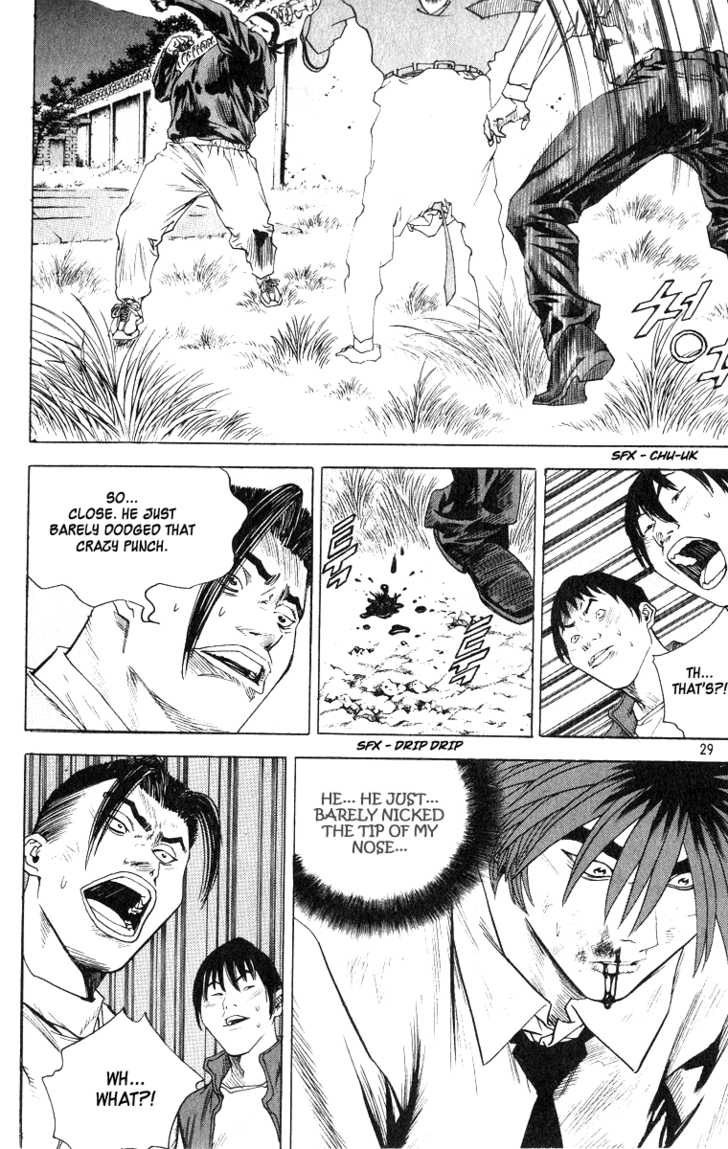 SFX - CHU-UK
SO...
CLOSE. HE JUST
BARELY DODGED THAT
CRAZY PUNCH.
SFX - DRIP DRIP
TH...
THAT'S?!
29
HE... HE JUST...
BARELY NICKED
THE TIP OF MY
NOSE...
WH...
WHAT?!